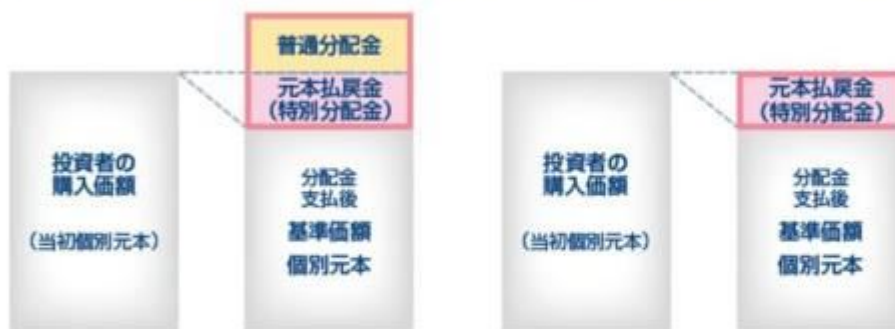 普通分配金
元本払戻金
(特別分配金)
投資者の
購入価額
(当初個別元本)
分配金
支払後
基準価額
個別元本
元本払戻金
(特別分配金)
投資者の
購入価額
(当初個別元本)
分配金
支払後
基準価額
個別元本